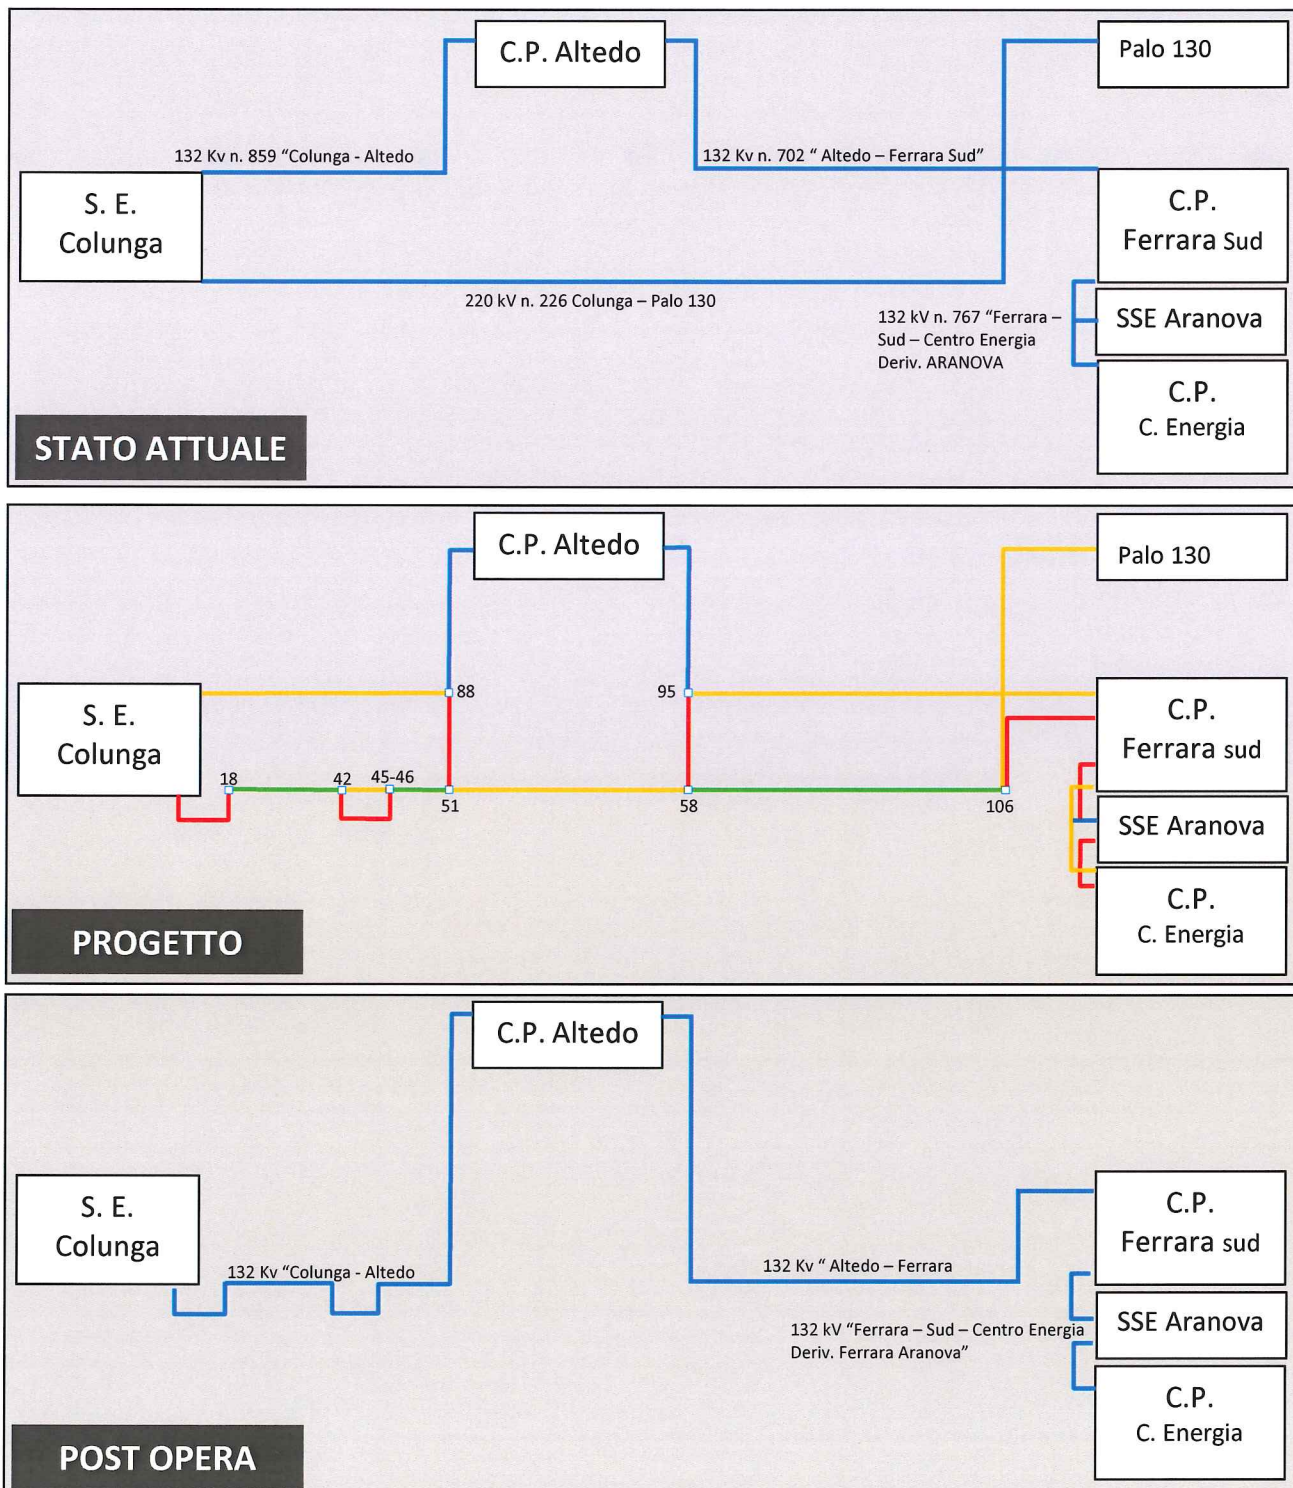 C.P. Altedo
Palo 130
132 Kv n. 859 “Colunga - Altedo
132 Kv n. 702 “ Altedo – Ferrara Sud”
S. E.
Colunga
C.P.
Ferrara Sud
220 kV n. 226 Colunga – Palo 130
132 kV n. 767 “Ferrara –
Sud – Centro Energia
Deriv. ARANOVA
SSE Aranova
C.P.
C. Energia
STATO ATTUALE
C.P. Altedo
Palo 130
88
95
S. E.
Colunga
C.P.
Ferrara sud
18
42
45-46
51
58
106
SSE Aranova
C.P.
C. Energia
PROGETTO
C.P. Altedo
S. E.
Colunga
C.P.
Ferrara sud
132 Kv “Colunga - Altedo
132 Kv “ Altedo – Ferrara
132 kV “Ferrara – Sud – Centro Energia
Deriv. Ferrara Aranova”
SSE Aranova
C.P.
C. Energia
POST OPERA